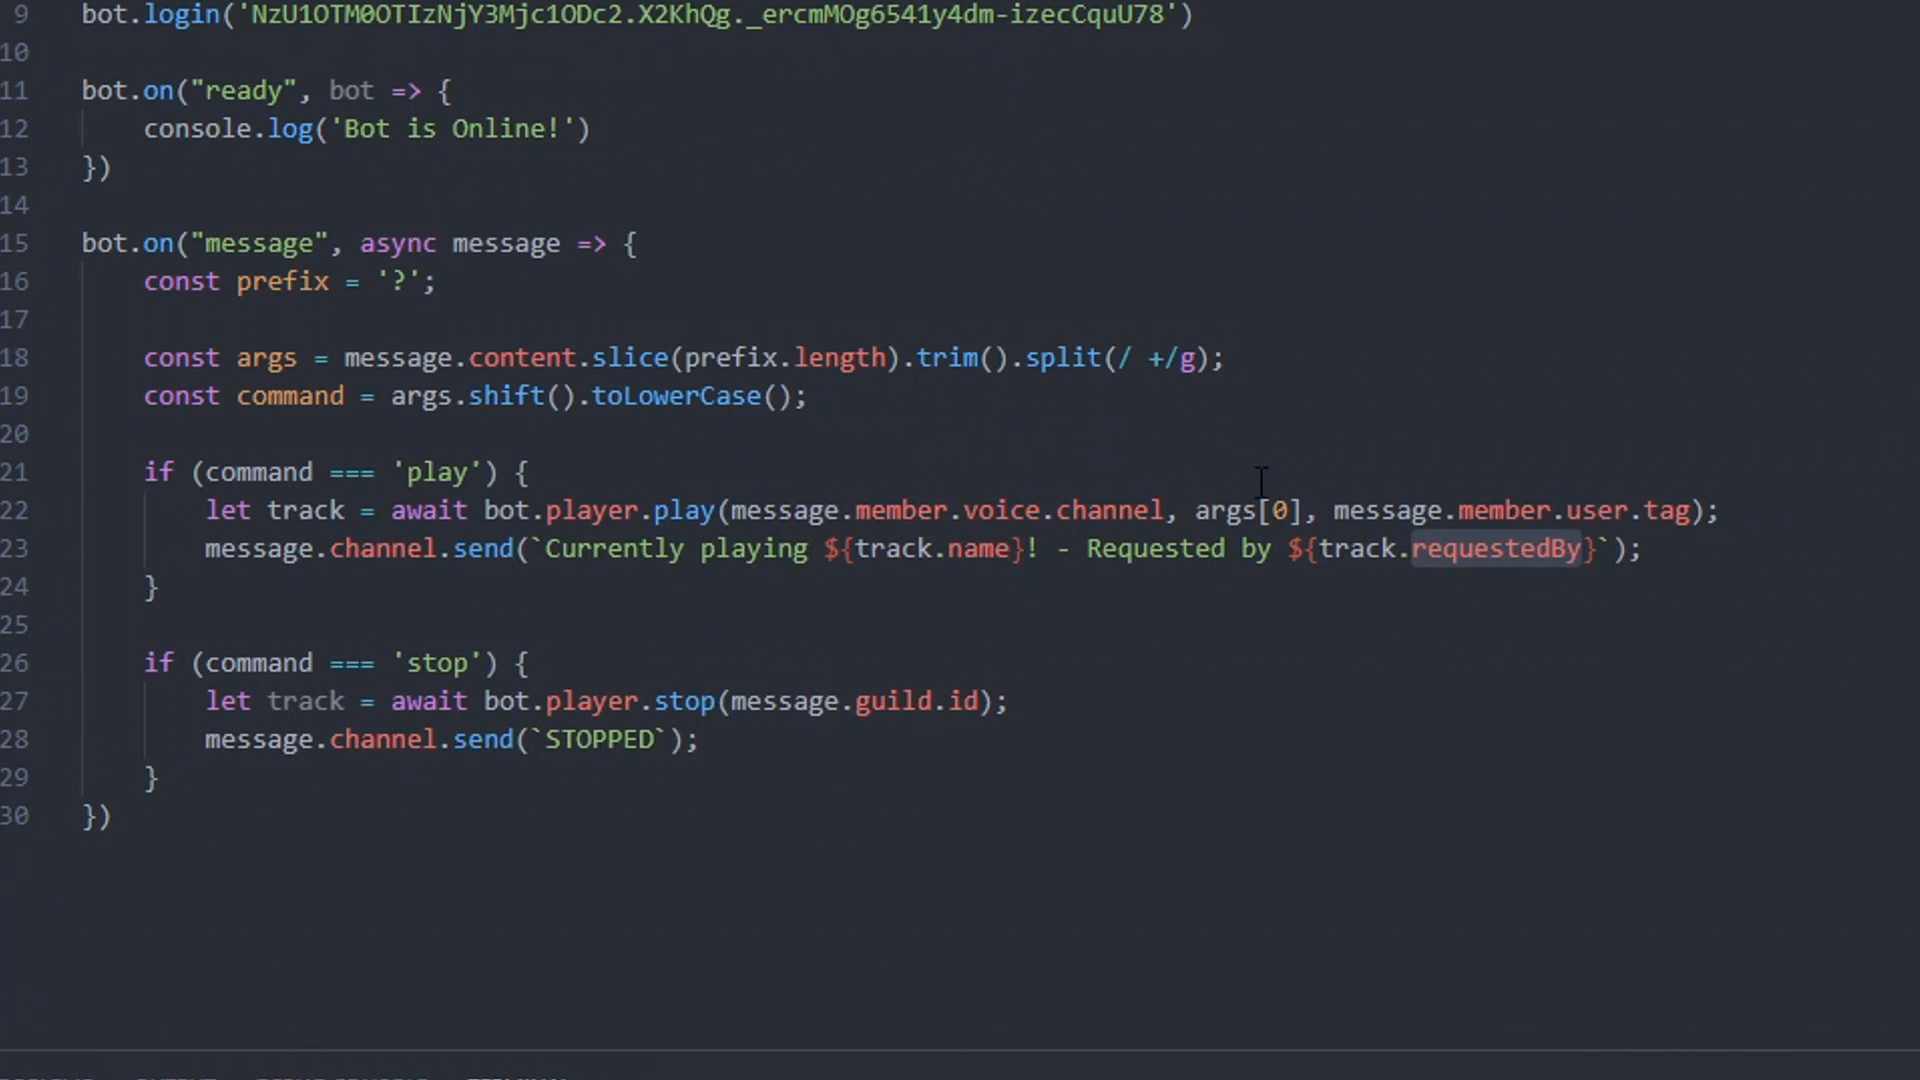 9 bot.login('NzU1OTM0OTIzNjY3Mjc1ODc2.X2KhQg._ercmMOg6541y4dm-izecCquU78')
10
11 bot.on("ready", bot => {
12 console.log('Bot is Online!')
13 })
14
15 bot.on("message", async message => {
16 const prefix = '?';
17
18 const args = message.content.slice(prefix.length).trim().split(/ +/g);
19 const command = args.shift().toLowerCase();
20
21 if (command === 'play') {
22 let track = await bot.player.play(message.member.voice.channel, args[0], message.member.user.tag);
23 message.channel.send(`Currently playing ${track.name}! - Requested by ${track.requestedBy}`);
24 }
25
26 if (command === 'stop') {
27 let track = await bot.player.stop(message.guild.id);
28 message.channel.send(`STOPPED`);
29 }
30 })